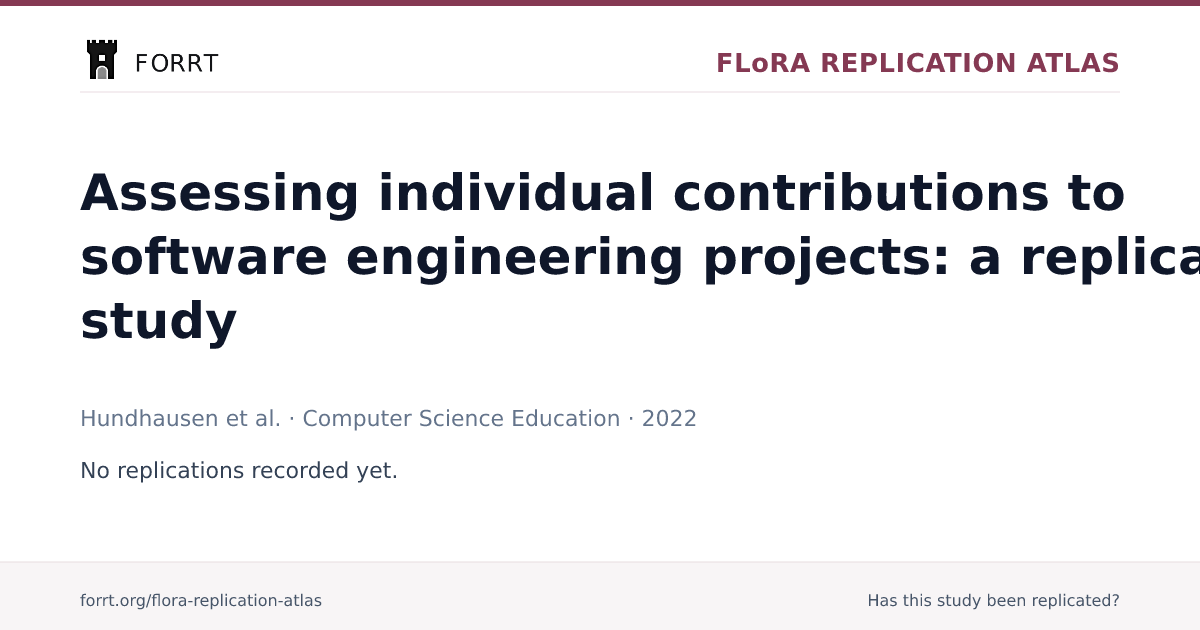 FORRT
FLoRA REPLICATION ATLAS
Assessing individual contributions to
software engineering projects: a replica
study
Hundhausen et al. · Computer Science Education · 2022
No replications recorded yet.
forrt.org/flora-replication-atlas
Has this study been replicated?